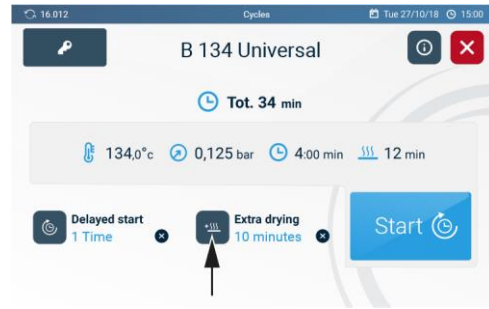 16.012 Cycles Tue 27/10/18 15:00
B 134 Universal
Tot. 34 min
134,0°c 0,125 bar 4:00 min 12 min
Delayed start
1 Time
Extra drying
10 minutes
Start